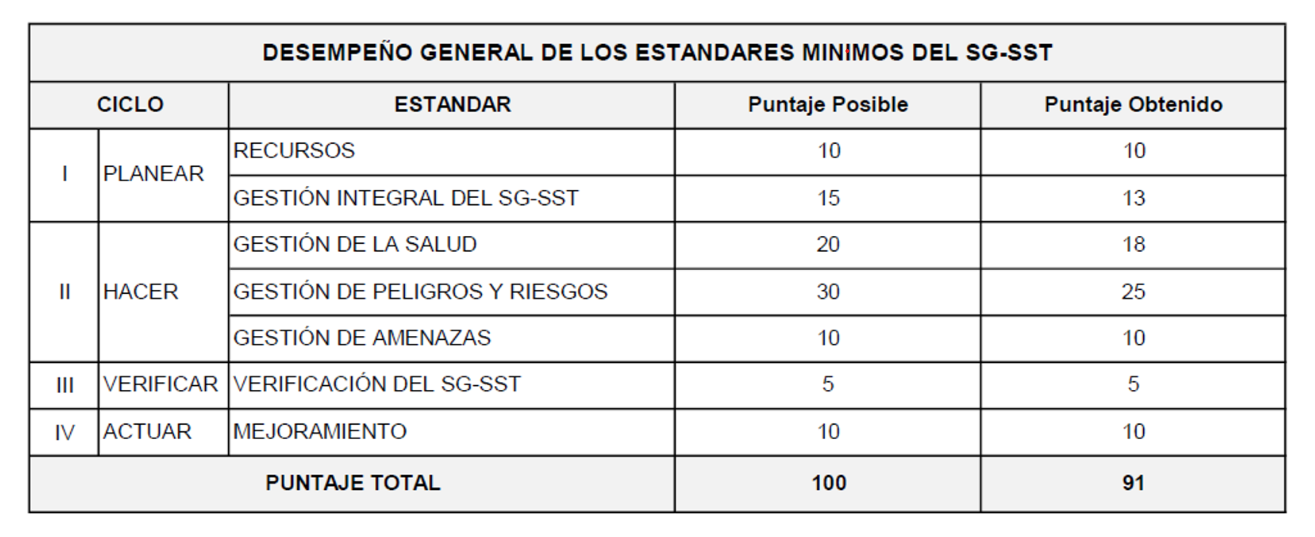 DESEMPEÑO GENERAL DE LOS ESTANDARES MINIMOS DEL SG-SST
CICLO ESTANDAR Puntaje Posible Puntaje Obtenido
I PLANEAR RECURSOS 10 10
GESTIÓN INTEGRAL DEL SG-SST 15 13
GESTIÓN DE LA SALUD 20 18
II HACER GESTIÓN DE PELIGROS Y RIESGOS 30 25
GESTIÓN DE AMENAZAS 10 10
III VERIFICAR VERIFICACIÓN DEL SG-SST 5 5
IV ACTUAR MEJORAMIENTO 10 10
PUNTAJE TOTAL 100 91